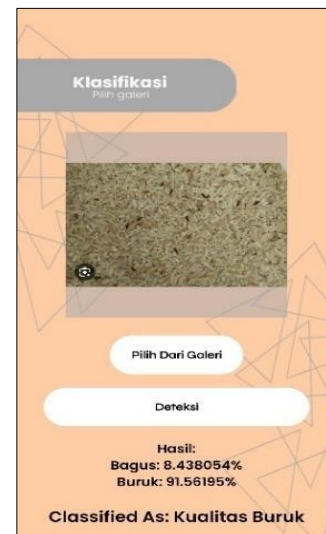 Klasifikasi
Pilih galeri
Pilih Dari Galeri
Deteksi
Hasil:
Bagus: 8.438054%
Buruk: 91.56195%
Classified As: Kualitas Buruk